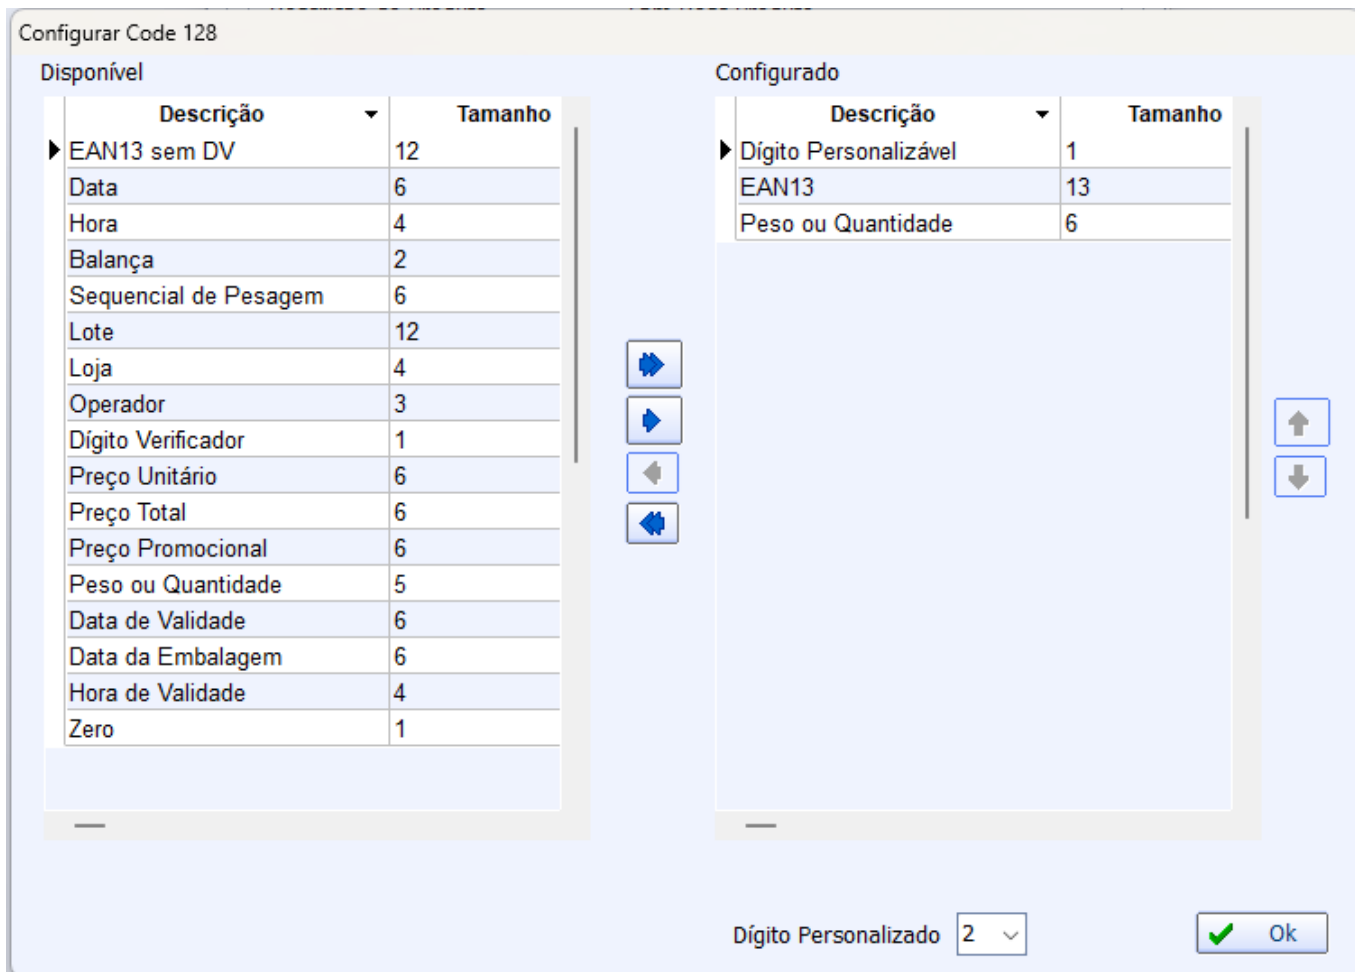 Configurar Code 128
Disponível
Descrição Tamanho
EAN13 sem DV 12
Data 6
Hora 4
Balança 2
Sequencial de Pesagem 6
Lote 12
Loja 4
Operador 3
Dígito Verificador 1
Preço Unitário 6
Preço Total 6
Preço Promocional 6
Peso ou Quantidade 5
Data de Validade 6
Data da Embalagem 6
Hora de Validade 4
Zero 1
Configurado
Descrição Tamanho
Dígito Personalizável 1
EAN13 13
Peso ou Quantidade 6
Dígito Personalizado 2
Ok